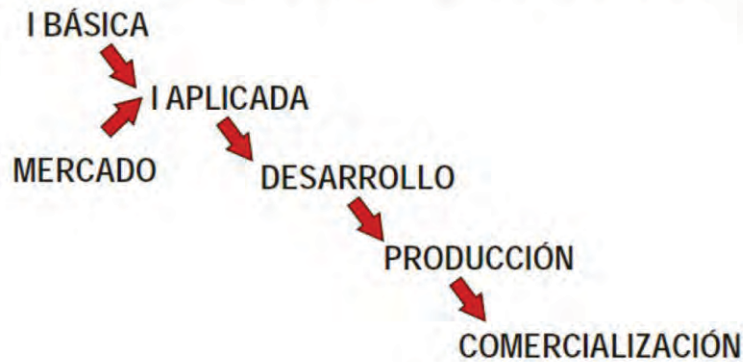 I BÁSICA
I APLICADA
MERCADO
DESARROLLO
PRODUCCIÓN
COMERCIALIZACIÓN